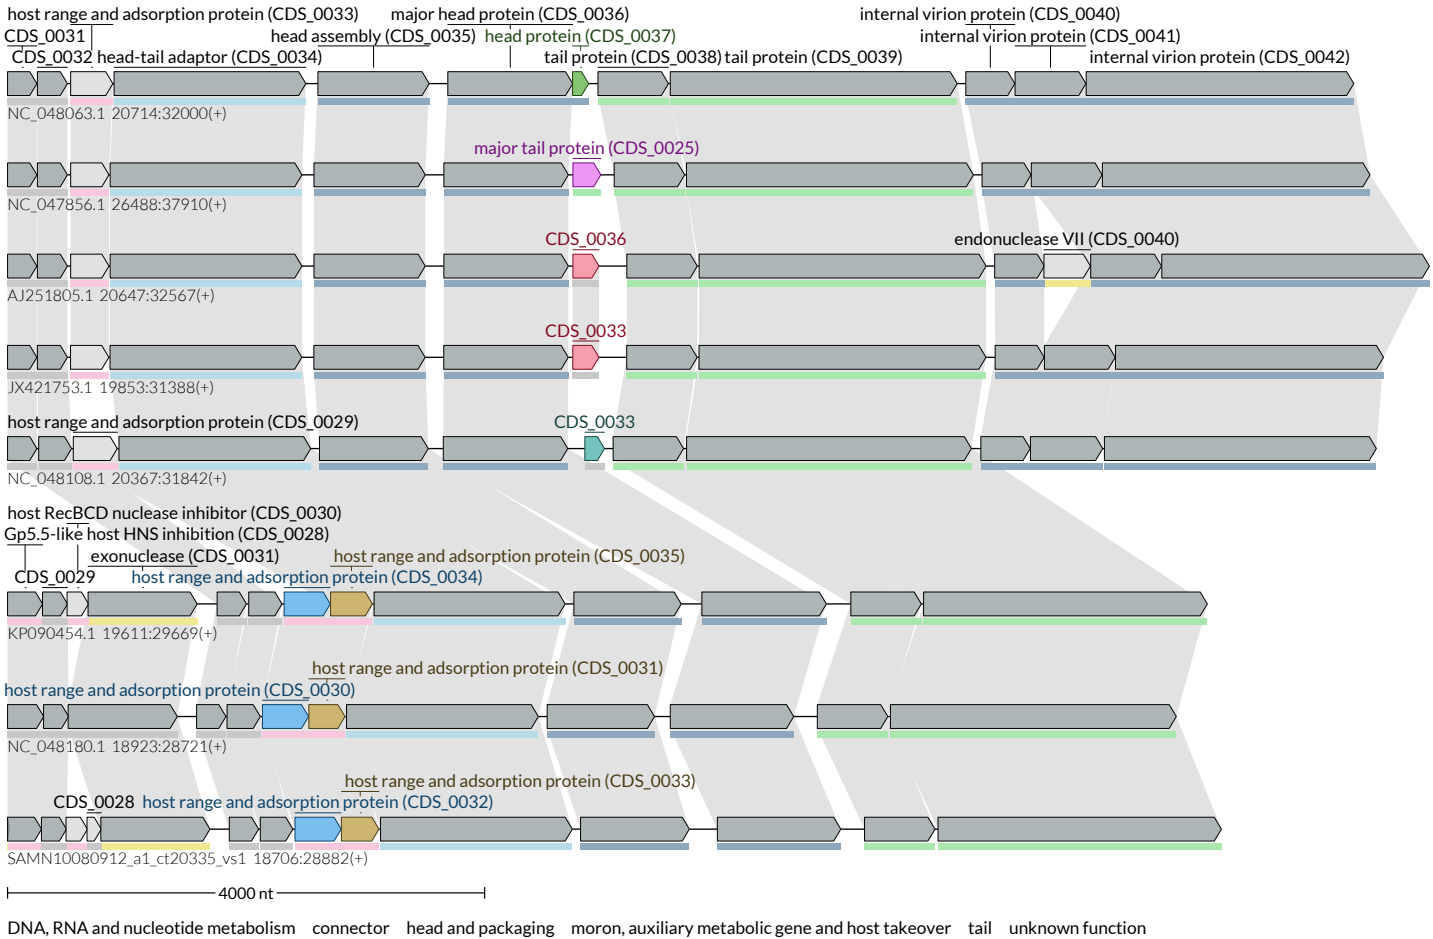 host range and adsorption protein (CDS_0033) major head protein (CDS_0036) internal virion protein (CDS_0040)
CDS_0031 head assembly (CDS_0035) head protein (CDS_0037) internal virion protein (CDS_0041)
CDS_0032 head-tail adaptor (CDS_0034) tail protein (CDS_0038) tail protein (CDS_0039) internal virion protein (CDS_0042)
NC_048063.1 20714:32000(+)
major tail protein (CDS_0025)
NC_047856.1 26488:37910(+)
CDS_0036 endonuclease VII (CDS_0040)
AJ251805.1 20647:32567(+)
CDS_0033
JX421753.1 19853:31388(+)
host range and adsorption protein (CDS_0029) CDS_0033
NC_048108.1 20367:31842(+)
host RecBCD nuclease inhibitor (CDS_0030)
Gp5.5-like host HNS inhibition (CDS_0028)
exonuclease (CDS_0031) host range and adsorption protein (CDS_0035)
CDS_0029 host range and adsorption protein (CDS_0034)
KP090454.1 19611:29669(+)
host range and adsorption protein (CDS_0031)
host range and adsorption protein (CDS_0030)
NC_048180.1 18923:28721(+)
host range and adsorption protein (CDS_0033)
CDS_0028 host range and adsorption protein (CDS_0032)
SAMN10080912_a1_ct20335_vs1 18706:28882(+)
4000 nt
DNA, RNA and nucleotide metabolism connector head and packaging moron, auxiliary metabolic gene and host takeover tail unknown function